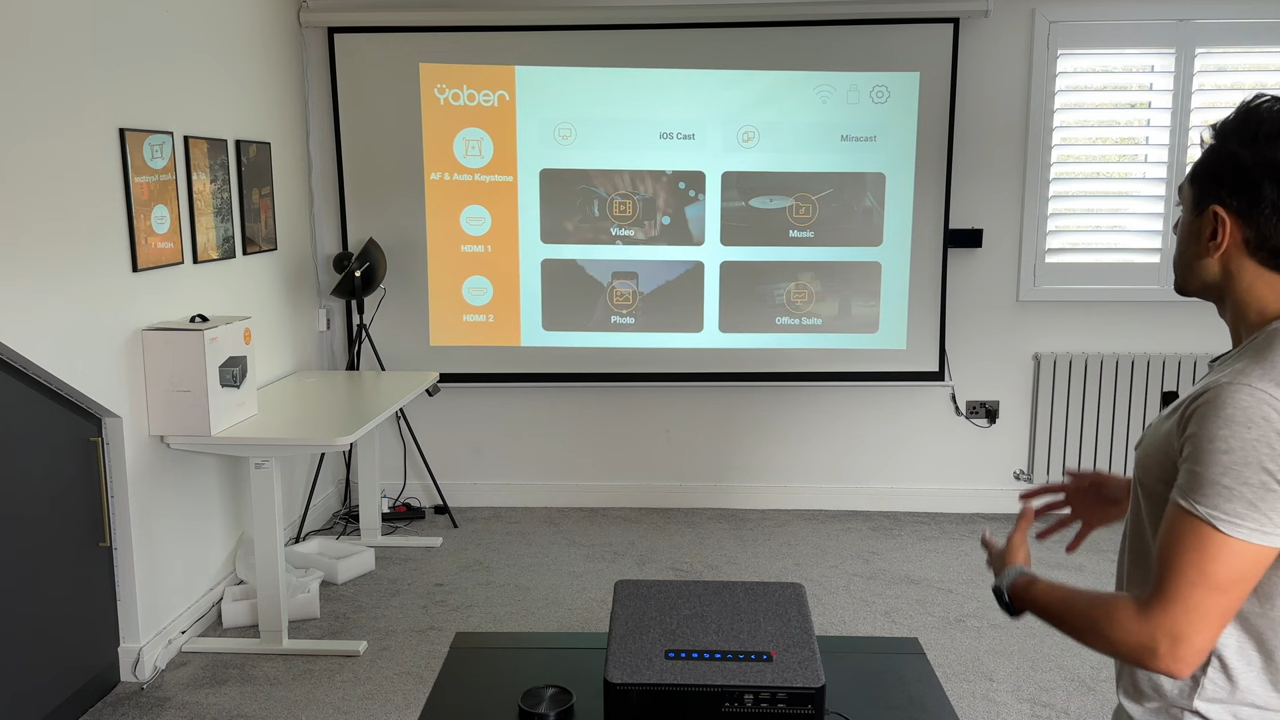 Yaber
iOS Cast
Miracast
AF & Auto Keystone
Video
Music
HDMI 1
HDMI 2
Photo
Office Suite